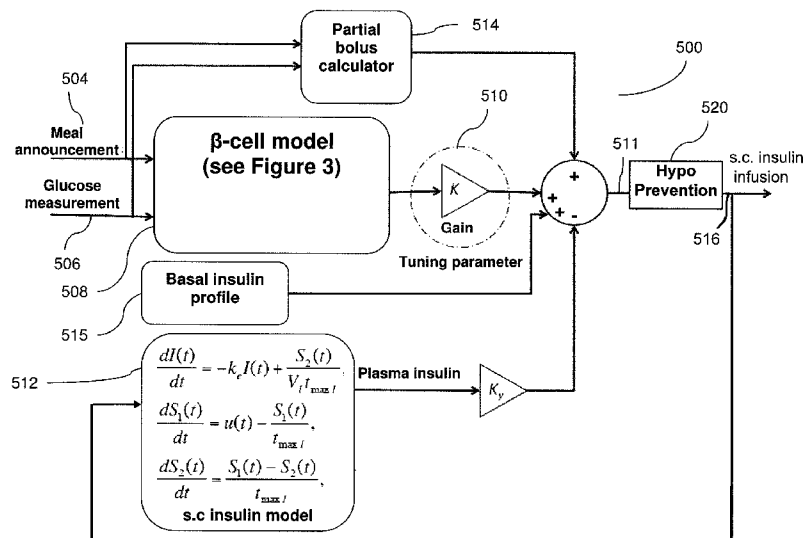 Partial
bolus
calculator
514
500
504
Meal
announcement
β-cell model
(see Figure 3)
510
511
520
s.c. insulin
infusion
Hypo
Prevention
+
+
+
-
K
Gain
Glucose
measurement
506
516
Tuning parameter
508
Basal insulin
profile
515
512
dI(t)/dt = -k_e I(t) + S_2(t)/(V_I t_max I),
Plasma insulin
K_y
dS_1(t)/dt = u(t) - S_1(t)/t_max I,
dS_2(t)/dt = (S_1(t) - S_2(t))/t_max I,
s.c insulin model